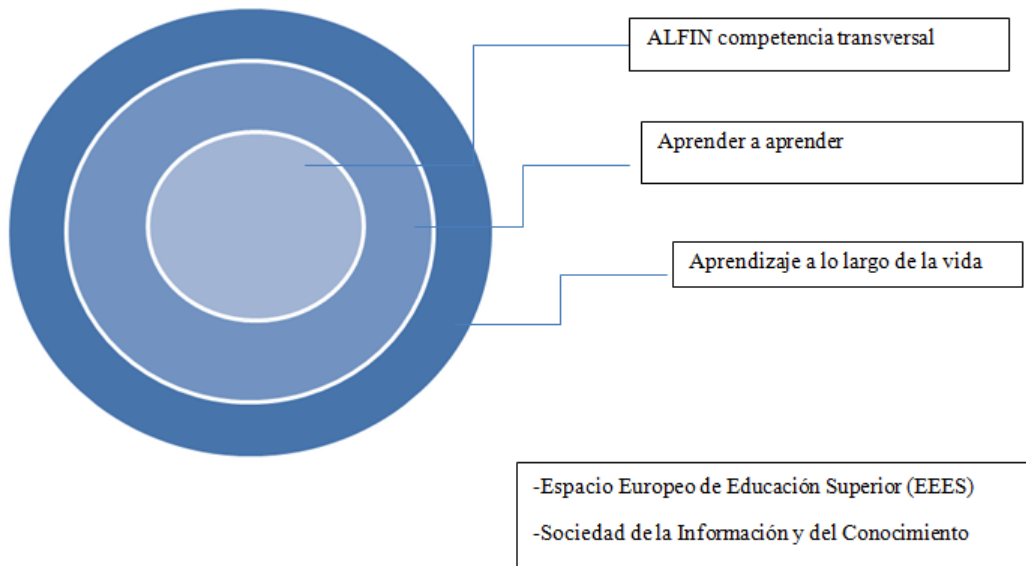 ALFIN competencia transversal
Aprender a aprender
Aprendizaje a lo largo de la vida
-Espacio Europeo de Educación Superior (EEES)
-Sociedad de la Información y del Conocimiento